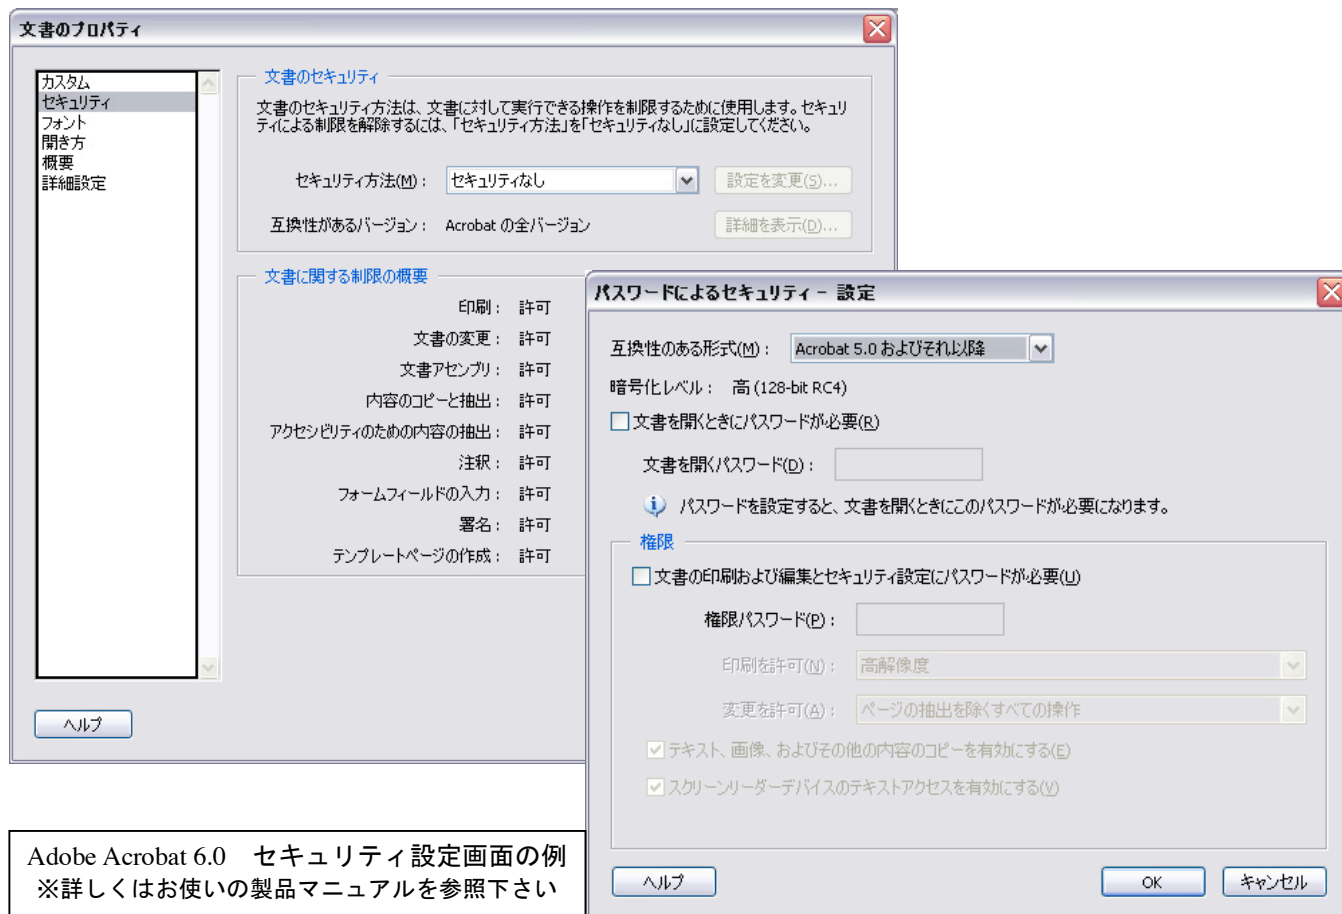 文書のプロパティ
カスタム
セキュリティ
フォント
開き方
概要
詳細設定
文書のセキュリティ
文書のセキュリティ方法は、文書に対して実行できる操作を制限するために使用します。セキュリ
ティによる制限を解除するには、「セキュリティ方法」を「セキュリティなし」に設定してください。
セキュリティ方法(M)： セキュリティなし 設定を変更(S)...
互換性があるバージョン： Acrobat の全バージョン 詳細を表示(D)...
文書に関する制限の概要
印刷： 許可
文書の変更： 許可
文書アセンブリ： 許可
内容のコピーと抽出： 許可
アクセシビリティのための内容の抽出： 許可
注釈： 許可
フォームフィールドの入力： 許可
署名： 許可
テンプレートページの作成： 許可
ヘルプ
パスワードによるセキュリティ - 設定
互換性のある形式(M)： Acrobat 5.0 およびそれ以降
暗号化レベル： 高 (128-bit RC4)
文書を開くときにパスワードが必要(R)
文書を開くパスワード(D)：
パスワードを設定すると、文書を開くときにこのパスワードが必要になります。
権限
文書の印刷および編集とセキュリティ設定にパスワードが必要(U)
権限パスワード(P)：
印刷を許可(N)： 高解像度
変更を許可(A)： ページの抽出を除くすべての操作
テキスト、画像、およびその他の内容のコピーを有効にする(E)
スクリーンリーダーデバイスのテキストアクセスを有効にする(V)
ヘルプ OK キャンセル
Adobe Acrobat 6.0　セキュリティ設定画面の例
※詳しくはお使いの製品マニュアルを参照下さい